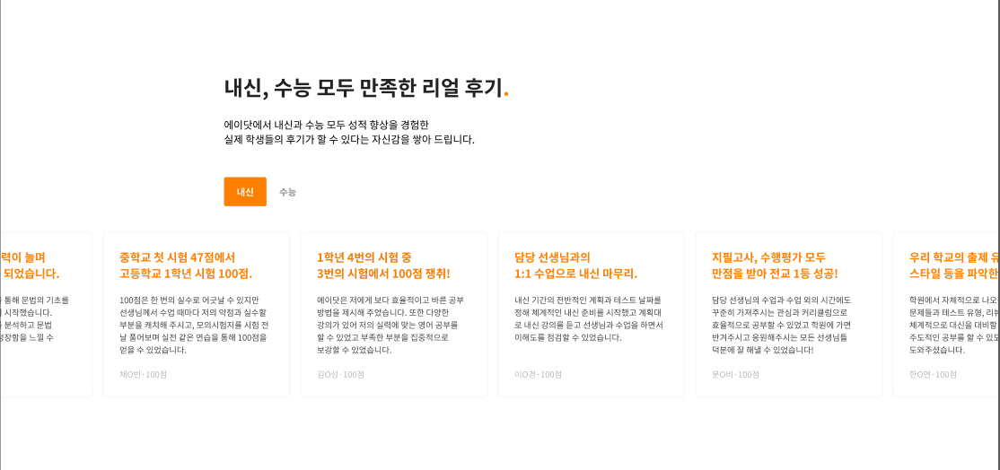 내신, 수능 모두 만족한 리얼 후기.
에이닷에서 내신과 수능 모두 성적 향상을 경험한
실제 학생들의 후기가 할 수 있다는 자신감을 쌓아 드립니다.
내신
수능
력이 늘며
되었습니다.
통해 문법의 기초를
시작했습니다.
분석하고 문법
성장함을 느낄 수
중학교 첫 시험 47점에서
고등학교 1학년 시험 100점.
100점은 한 번의 실수로 어긋날 수 있지만
선생님께서 수업 때마다 저의 약점과 실수할
부분을 캐치해 주시고, 모의시험지를 시험 전
날 풀어보며 실전 같은 연습을 통해 100점을
얻을 수 있었습니다.
채O빈·100점
1학년 4번의 시험 중
3번의 시험에서 100점 쟁취!
에이닷은 저에게 보다 효율적이고 바른 공부
방법을 제시해 주었습니다. 또한 다양한
강의가 있어 저의 실력에 맞는 영어 공부를
할 수 있었고 부족한 부분을 집중적으로
보강할 수 있었습니다.
김O성·100점
담당 선생님과의
1:1 수업으로 내신 마무리.
내신 기간의 전반적인 계획과 테스트 날짜를
정해 체계적인 내신 준비를 시작했고 계획대
로 내신 강의를 듣고 선생님과 수업을 하면서
이해도를 점검할 수 있었습니다.
이O경·100점
지필고사, 수행평가 모두
만점을 받아 전교 1등 성공!
담당 선생님의 수업과 수업 외의 시간에도
꾸준히 가져주시는 관심과 커리큘럼으로
효율적으로 공부할 수 있었고 학원에 가면
반겨주시고 응원해주시는 모든 선생님들
덕분에 잘 해낼 수 있었습니다!
문O비·100점
우리 학교의 출제 유
스타일 등을 파악한
학원에서 자체적으로 나오
문제들과 테스트 유형, 리뷰
체계적으로 대신을 대비할
주도적인 공부를 할 수 있도
도와주셨습니다.
한O연·100점